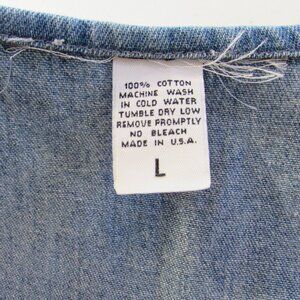 100% COTTON
MACHINE WASH
IN COLD WATER
TUMBLE DRY LOW
REMOVE PROMPTLY
NO BLEACH
MADE IN U.S.A.
L